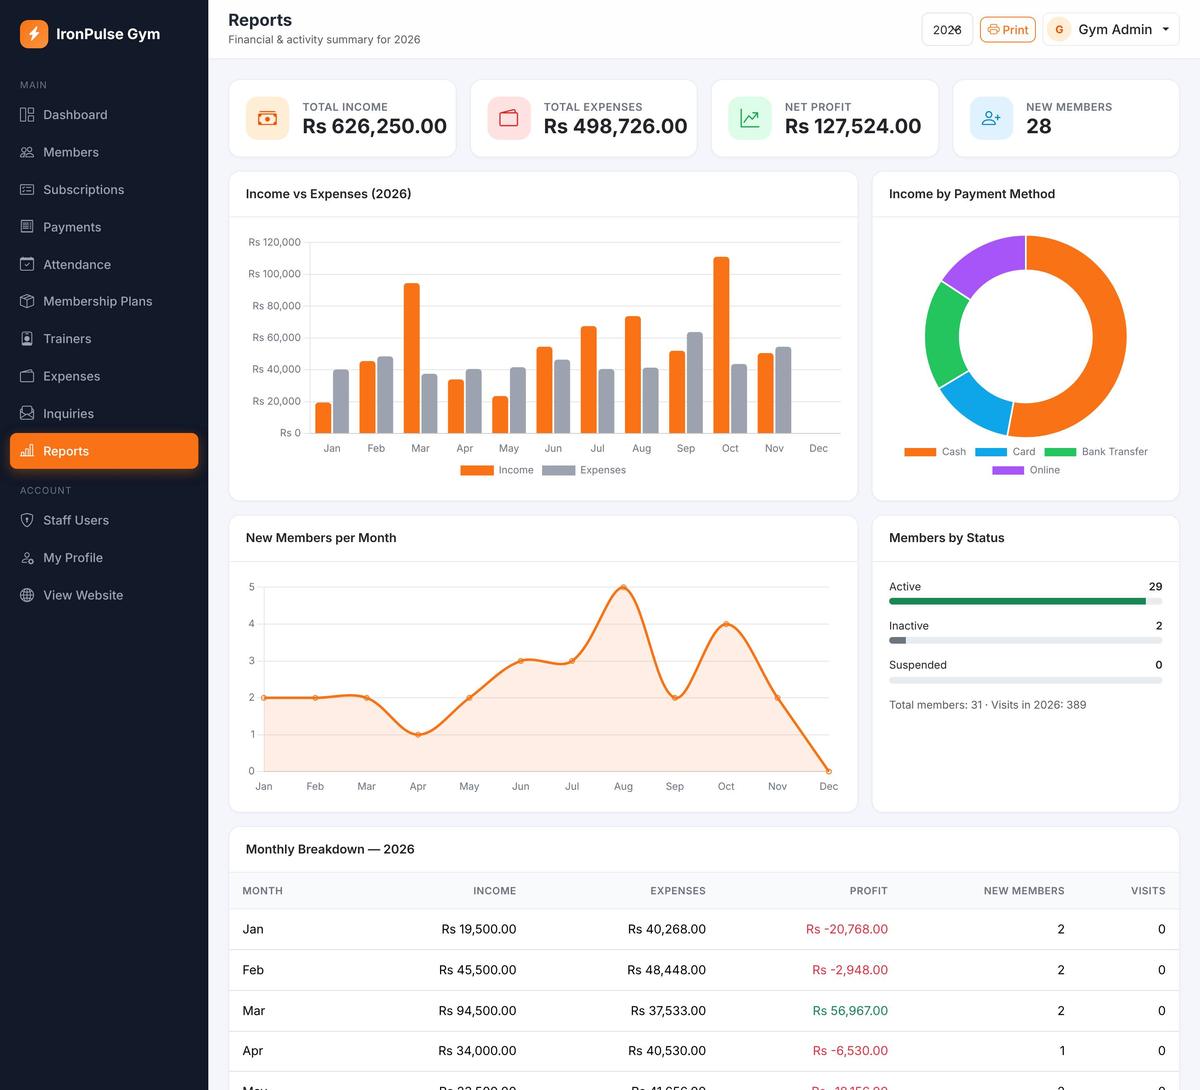 IronPulse Gym
MAIN
Dashboard
Members
Subscriptions
Payments
Attendance
Membership Plans
Trainers
Expenses
Inquiries
Reports
ACCOUNT
Staff Users
My Profile
View Website
Reports
Financial & activity summary for 2026
2026
Print
G
Gym Admin
TOTAL INCOME
Rs 626,250.00
TOTAL EXPENSES
Rs 498,726.00
NET PROFIT
Rs 127,524.00
NEW MEMBERS
28
Income vs Expenses (2026)
Rs 120,000
Rs 100,000
Rs 80,000
Rs 60,000
Rs 40,000
Rs 20,000
Rs 0
Jan Feb Mar Apr May Jun Jul Aug Sep Oct Nov Dec
Income Expenses
Income by Payment Method
Cash Card Bank Transfer
Online
New Members per Month
5
4
3
2
1
0
Jan Feb Mar Apr May Jun Jul Aug Sep Oct Nov Dec
Members by Status
Active 29
Inactive 2
Suspended 0
Total members: 31 · Visits in 2026: 389
Monthly Breakdown — 2026
MONTH INCOME EXPENSES PROFIT NEW MEMBERS VISITS
Jan Rs 19,500.00 Rs 40,268.00 Rs -20,768.00 2 0
Feb Rs 45,500.00 Rs 48,448.00 Rs -2,948.00 2 0
Mar Rs 94,500.00 Rs 37,533.00 Rs 56,967.00 2 0
Apr Rs 34,000.00 Rs 40,530.00 Rs -6,530.00 1 0